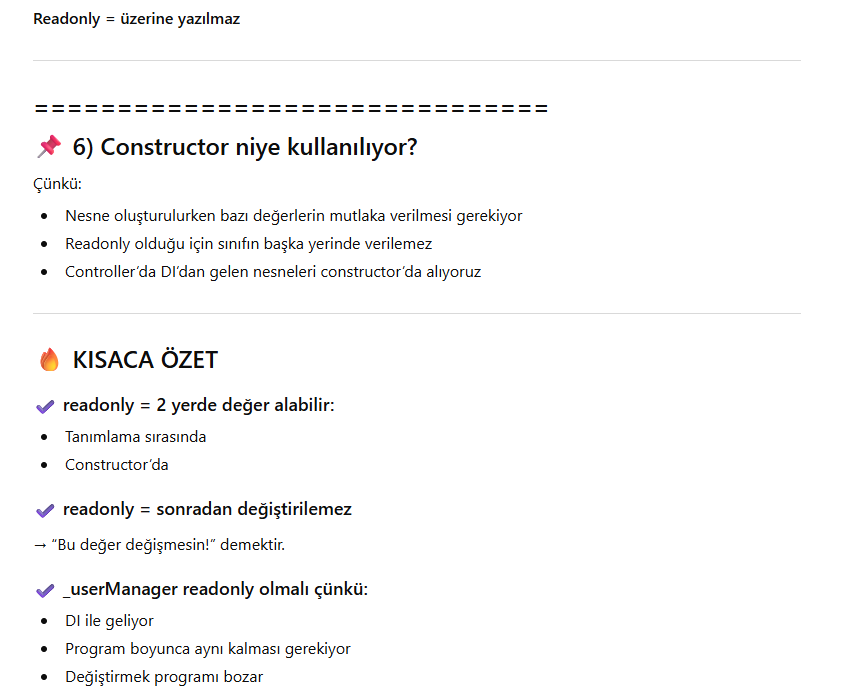 Readonly = üzerine yazılmaz
===============================
📌 6) Constructor niye kullanılıyor?
Çünkü:
• Nesne oluşturulurken bazı değerlerin mutlaka verilmesi gerekiyor
• Readonly olduğu için sınıfın başka yerinde verilemez
• Controller’da DI’dan gelen nesneleri constructor’da alıyoruz
🔥 KISACA ÖZET
✔ readonly = 2 yerde değer alabilir:
• Tanımlama sırasında
• Constructor’da
✔ readonly = sonradan değiştirilemez
→ “Bu değer değişmesin!” demektir.
✔ _userManager readonly olmalı çünkü:
• DI ile geliyor
• Program boyunca aynı kalması gerekiyor
• Değiştirmek programı bozar